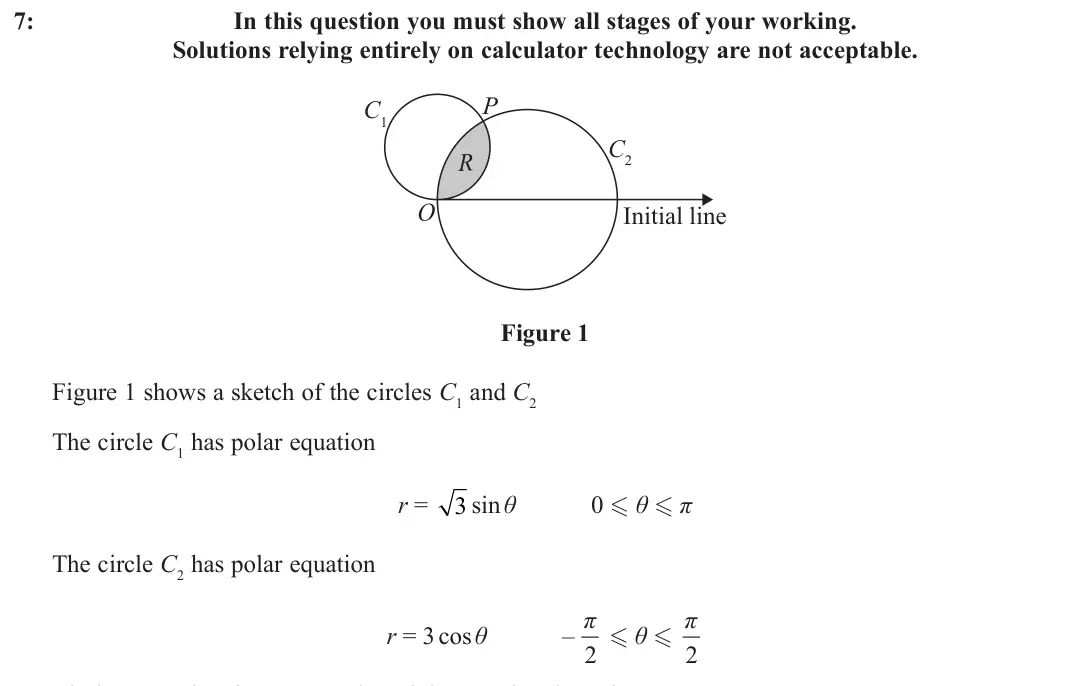 7: In this question you must show all stages of your working.
Solutions relying entirely on calculator technology are not acceptable.
C₁
P
C₂
R
O
Initial line
Figure 1
Figure 1 shows a sketch of the circles C₁ and C₂
The circle C₁ has polar equation
r = √3 sinθ 0 ⩽ θ ⩽ π
The circle C₂ has polar equation
r = 3 cosθ −π/2 ⩽ θ ⩽ π/2